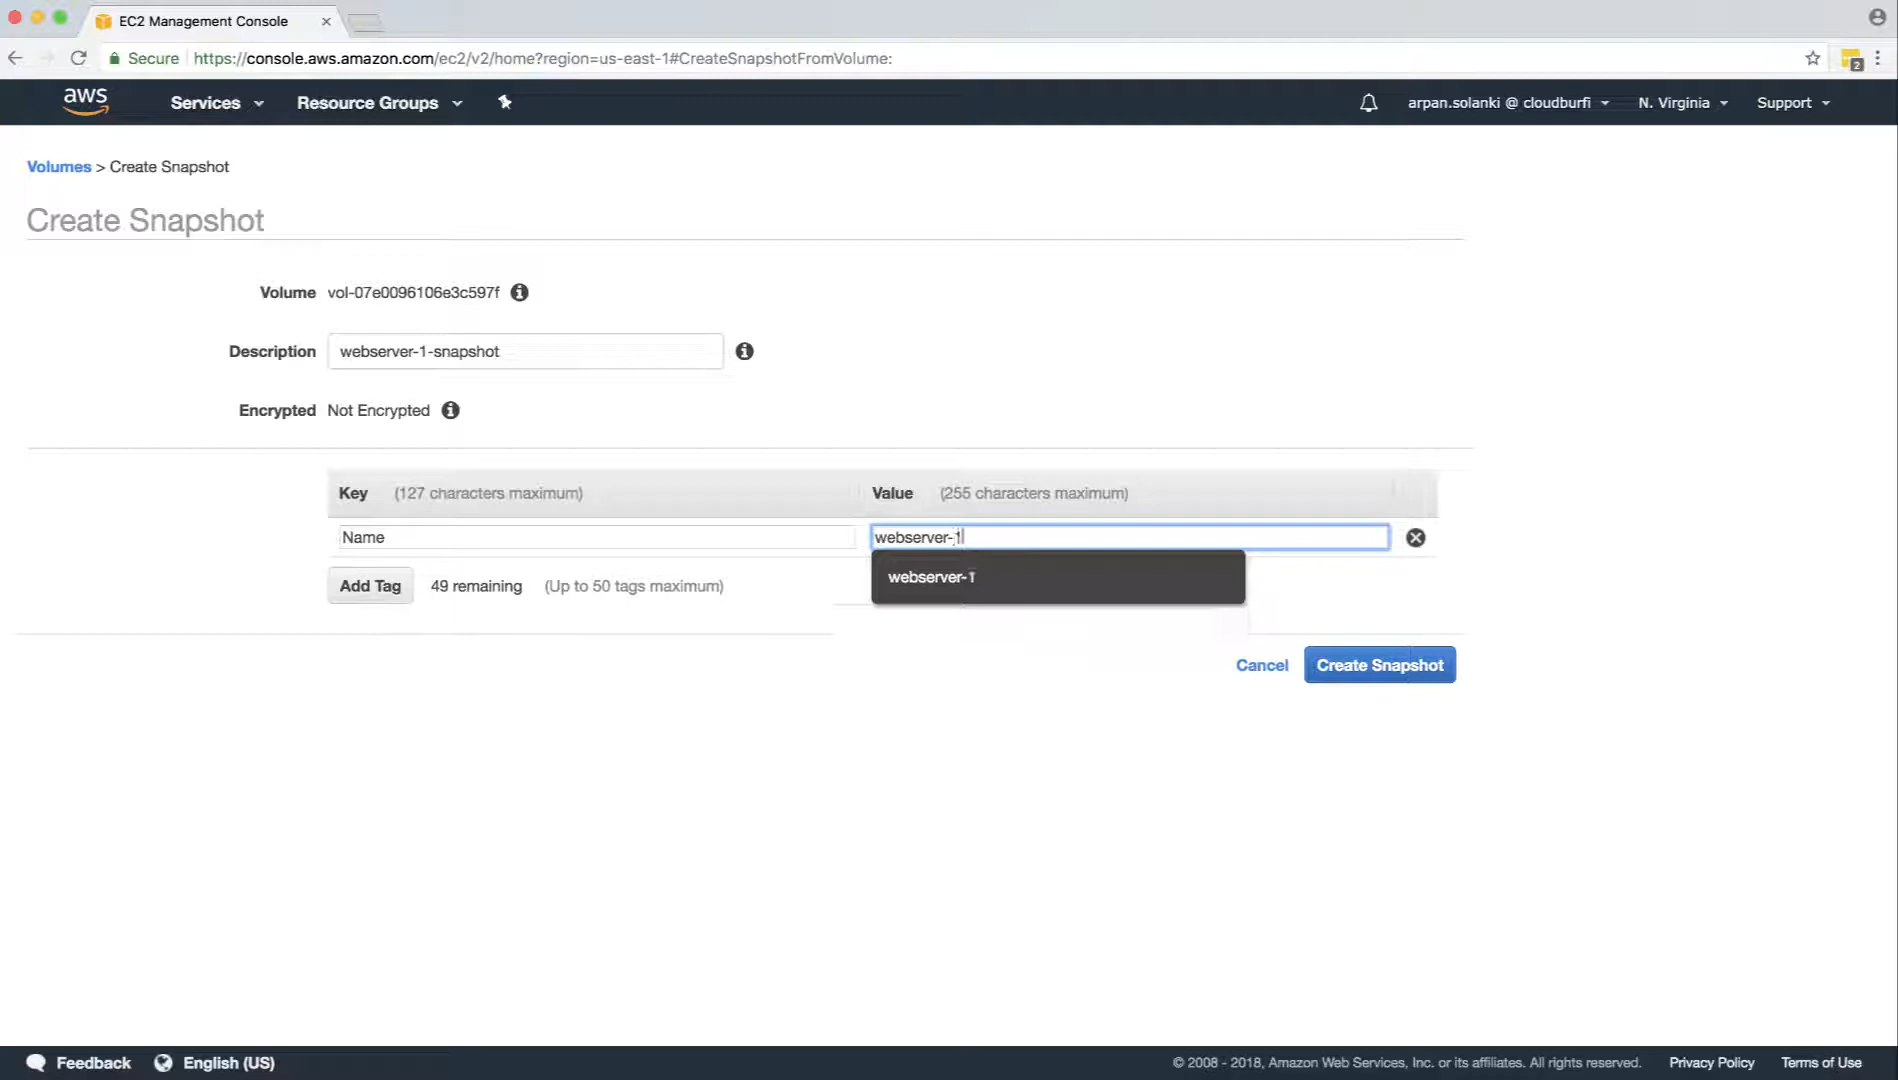 EC2 Management Console
Secure https://console.aws.amazon.com/ec2/v2/home?region=us-east-1#CreateSnapshotFromVolume:
2
aws Services Resource Groups arpan.solanki @ cloudburfi N. Virginia Support
Volumes > Create Snapshot
Create Snapshot
Volume vol-07e0096106e3c597f
Description webserver-1-snapshot
Encrypted Not Encrypted
Key (127 characters maximum) Value (255 characters maximum)
Name webserver-1
webserver-1
Add Tag 49 remaining (Up to 50 tags maximum)
Cancel Create Snapshot
Feedback English (US) © 2008 - 2018, Amazon Web Services, Inc. or its affiliates. All rights reserved. Privacy Policy Terms of Use